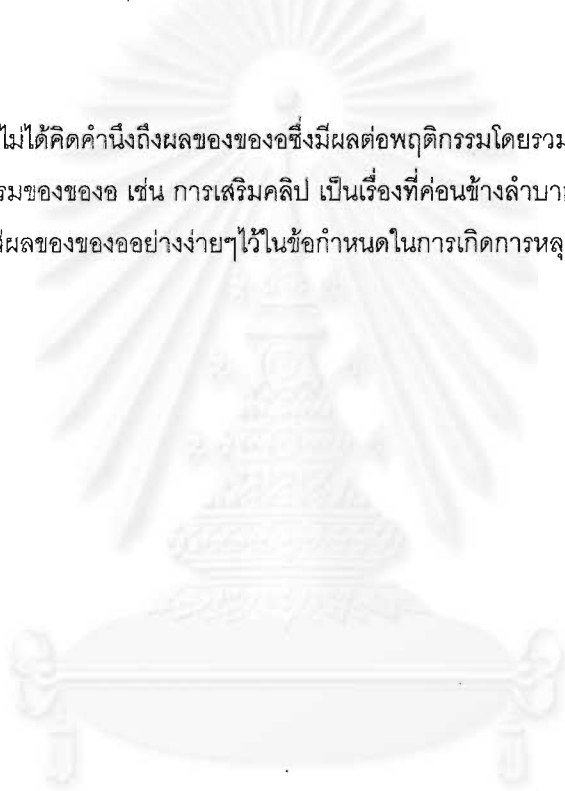 ไม่ได้คิดคำนึงถึงผลของของอซึ่งมีผลต่อพฤติกรรมโดยรวม
รมของของอ เช่น การเสริมคลิป เป็นเรื่องที่ค่อนข้างลำบา
ผลของของออย่างง่ายๆไว้ในข้อกำหนดในการเกิดการหลุ